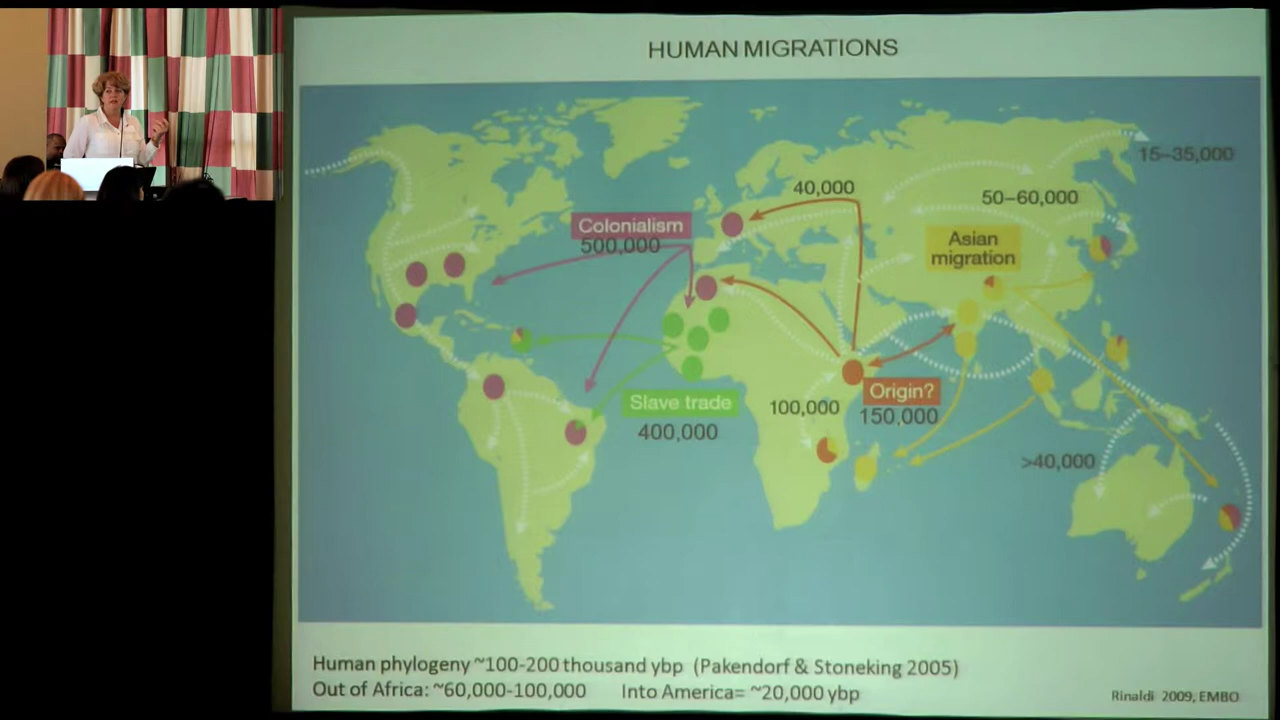 HUMAN MIGRATIONS
15–35,000
40,000
50–60,000
Colonialism
500,000
Asian
migration
Origin?
150,000
100,000
Slave trade
400,000
>40,000
Human phylogeny ~100-200 thousand ybp (Pakendorf & Stoneking 2005)
Out of Africa: ~60,000-100,000 Into America= ~20,000 ybp
Rinaldi 2009, EMBO